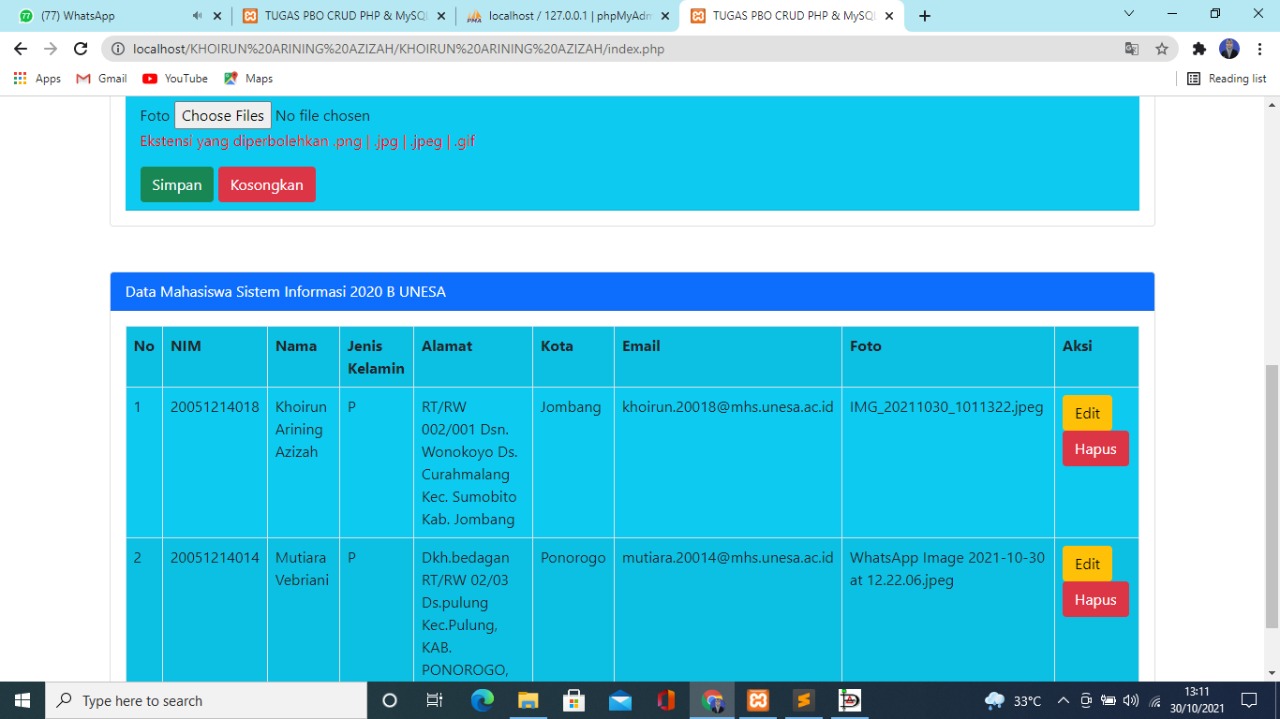 (77) WhatsApp
TUGAS PBO CRUD PHP & MySQL
localhost / 127.0.0.1 | phpMyAdm
TUGAS PBO CRUD PHP & MySQL
localhost/KHOIRUN%20ARINING%20AZIZAH/KHOIRUN%20ARINING%20AZIZAH/index.php
Apps
Gmail
YouTube
Maps
Reading list
Foto Choose Files No file chosen
Ekstensi yang diperbolehkan .png | .jpg | .jpeg | .gif
Simpan Kosongkan
Data Mahasiswa Sistem Informasi 2020 B UNESA
No
NIM
Nama
Jenis
Kelamin
Alamat
Kota
Email
Foto
Aksi
1
20051214018
Khoirun
Arining
Azizah
P
RT/RW
002/001 Dsn.
Wonokoyo Ds.
Curahmalang
Kec. Sumobito
Kab. Jombang
Jombang
khoirun.20018@mhs.unesa.ac.id
IMG_20211030_1011322.jpeg
Edit
Hapus
2
20051214014
Mutiara
Vebriani
P
Dkh.bedagan
RT/RW 02/03
Ds.pulung
Kec.Pulung,
KAB.
PONOROGO,
Ponorogo
mutiara.20014@mhs.unesa.ac.id
WhatsApp Image 2021-10-30
at 12.22.06.jpeg
Edit
Hapus
Type here to search
33°C
13:11
30/10/2021